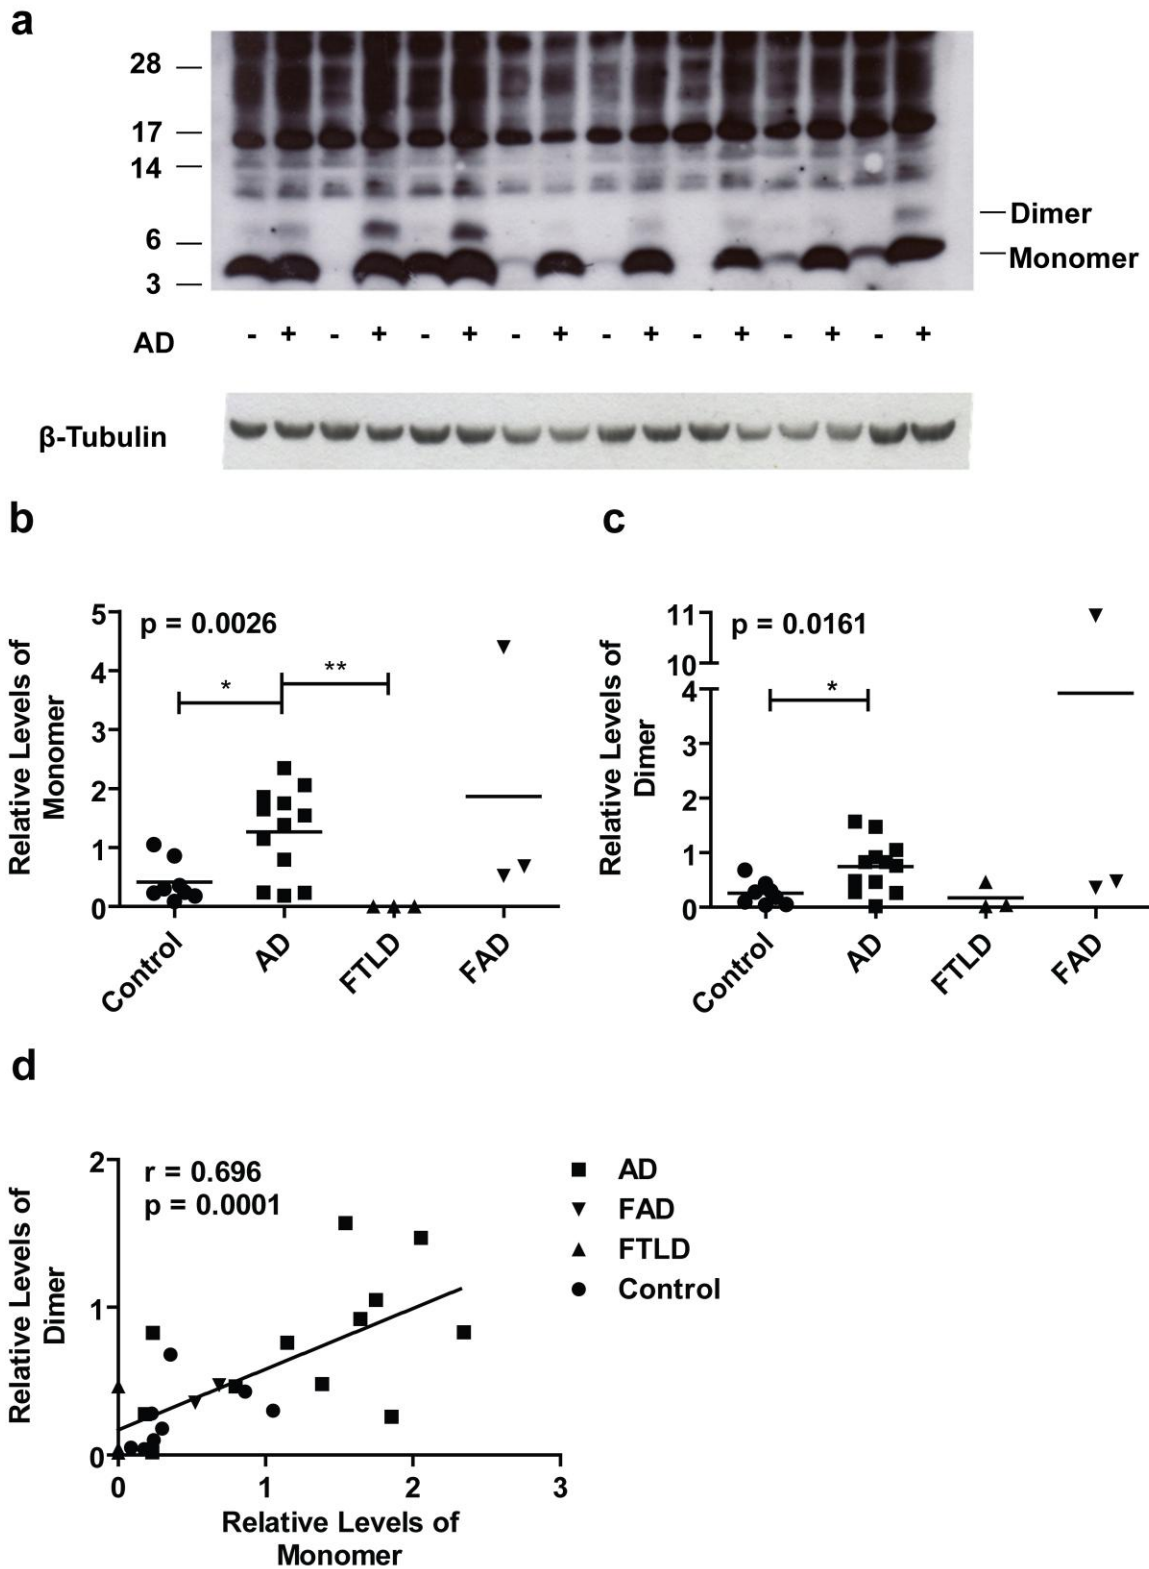 a
28
17
14
6
3
Dimer
Monomer
AD - + - + - + - + - + - + - + - +
β-Tubulin
b
p = 0.0026
* **
5
4
3
2
1
0
Relative Levels of
Monomer
Control AD FTLD FAD
c
p = 0.0161
*
11
10
4
3
2
1
0
Relative Levels of
Dimer
Control AD FTLD FAD
d
r = 0.696
p = 0.0001
2
1
0
Relative Levels of
Dimer
0 1 2 3
Relative Levels of
Monomer
AD
FAD
FTLD
Control